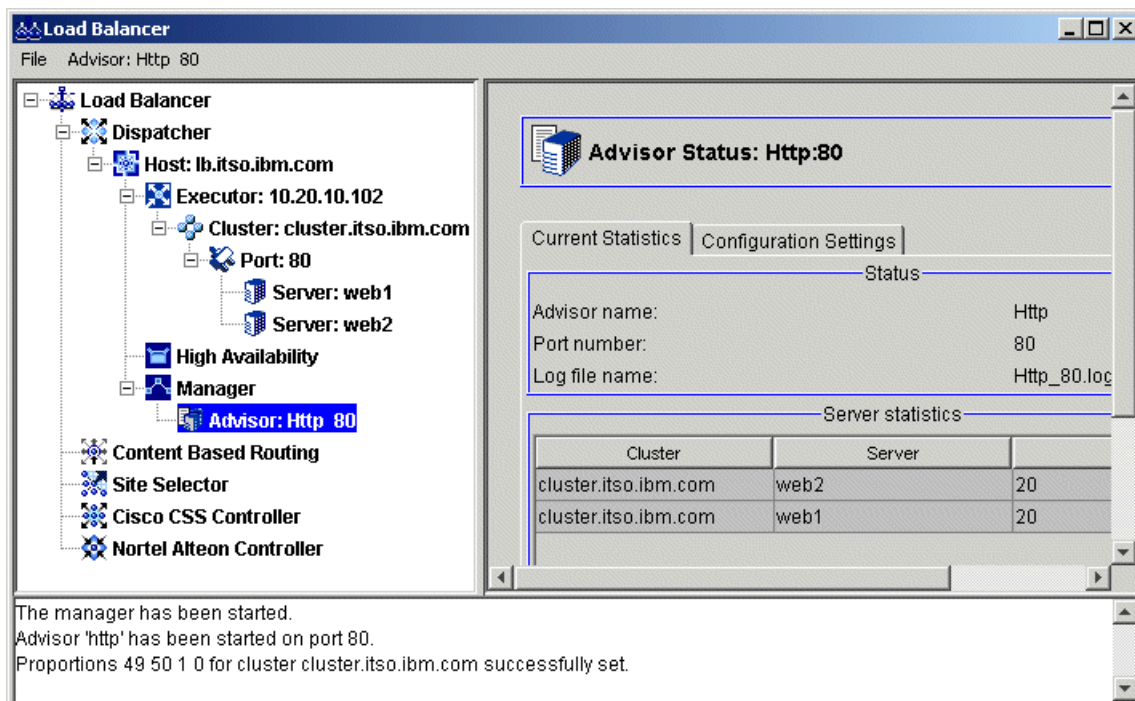 Load Balancer
File Advisor: Http 80
Load Balancer
Dispatcher
Host: lb.itso.ibm.com
Executor: 10.20.10.102
Cluster: cluster.itso.ibm.com
Port: 80
Server: web1
Server: web2
High Availability
Manager
Advisor: Http 80
Content Based Routing
Site Selector
Cisco CSS Controller
Nortel Alteon Controller
Advisor Status: Http:80
Current Statistics Configuration Settings
Status
Advisor name: Http
Port number: 80
Log file name: Http_80.log
Server statistics
Cluster Server
cluster.itso.ibm.com web2 20
cluster.itso.ibm.com web1 20
The manager has been started.
Advisor 'http' has been started on port 80.
Proportions 49 50 1 0 for cluster cluster.itso.ibm.com successfully set.